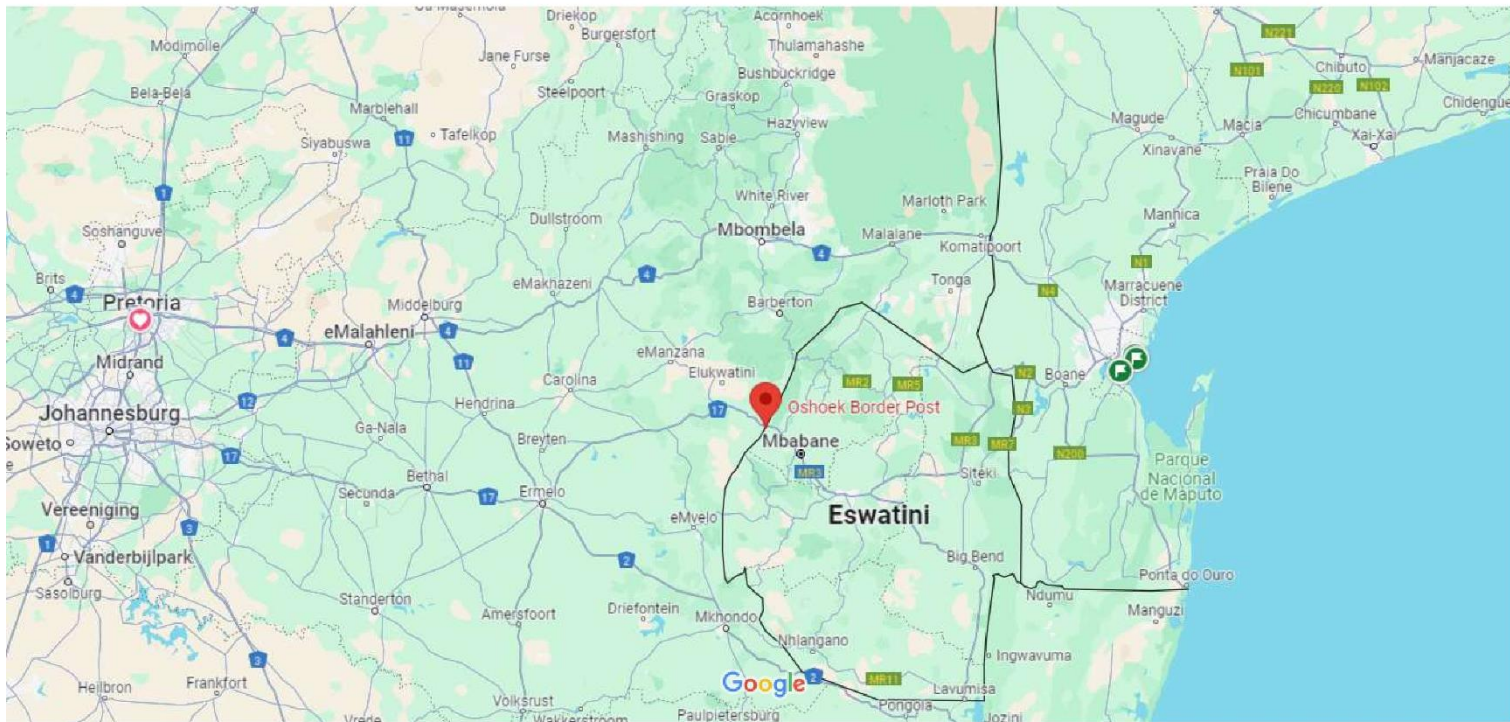 Ga-Masemola
Driekop
Acornhoek
N221
Modimolle
Burgersfort
Thulamahashe
Chibuto
Manjacaze
Jane Furse
Bushbuckridge
N101
N220
N102
Bela-Bela
Marblehall
Steelpoort
Graskop
Chicumbane
Chidengue
Tafelkop
Mashishing
Sabie
Hazyview
Magude
Macia
11
Siyabuswa
Xinavane
Xai-Xai
1
White River
Marloth Park
Praia Do
Bilene
Dullstroom
Manhica
Soshanguve
Mbombela
Malalane
Komatipoort
4
4
N1
Brits
eMakhazeni
Tonga
Marracuene
District
4
Pretoria
Middelburg
Barberton
N4
4
eMalahleni
4
Midrand
11
eManzana
N2
Elukwatini
MR2
MR5
Boane
Carolina
12
Hendrina
17
Oshoek Border Post
N3
Johannesburg
Soweto
Ga-Nala
Breyten
Mbabane
MR3
MR7
N200
17
MR3
Siteki
Parque
Nacional
de Maputo
Bethal
Secunda
17
Ermelo
Vereeniging
eMvelo
Eswatini
3
1
Vanderbijlpark
2
Big Bend
Sasolburg
Ponta do Ouro
Standerton
Amersfoort
Driefontein
Mkhondo
Ndumu
Manguzi
Nhlangano
Ingwavuma
3
Google
2
MR11
Heilbron
Frankfort
Volksrust
Lavumisa
Vrede
Wakkerstroom
Paulpietersburg
Pongola
Jozini